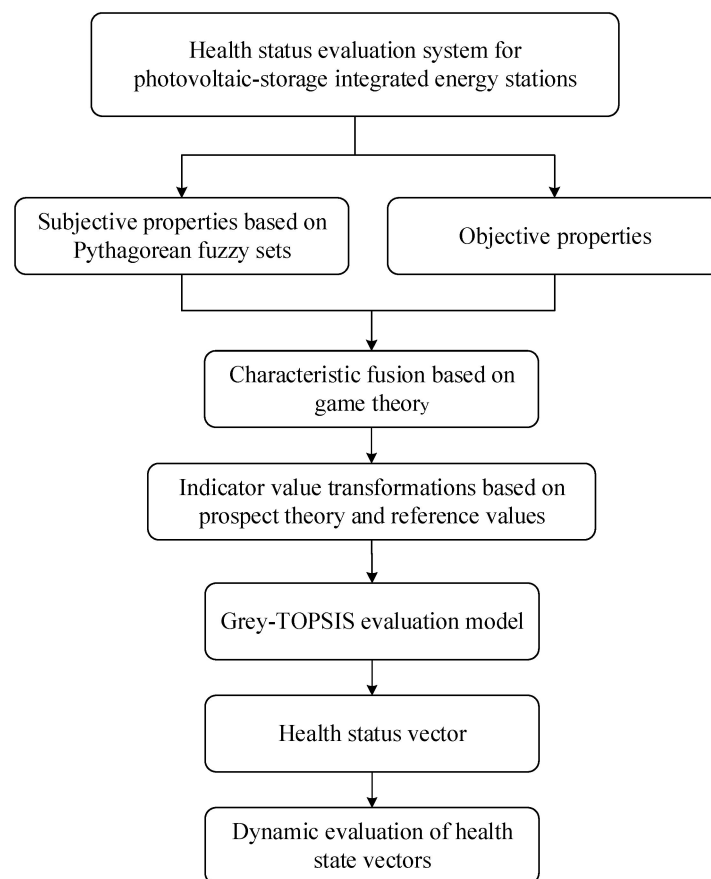 Health status evaluation system for
photovoltaic-storage integrated energy stations
Subjective properties based on
Pythagorean fuzzy sets
Objective properties
Characteristic fusion based on
game theory
Indicator value transformations based on
prospect theory and reference values
Grey-TOPSIS evaluation model
Health status vector
Dynamic evaluation of health
state vectors